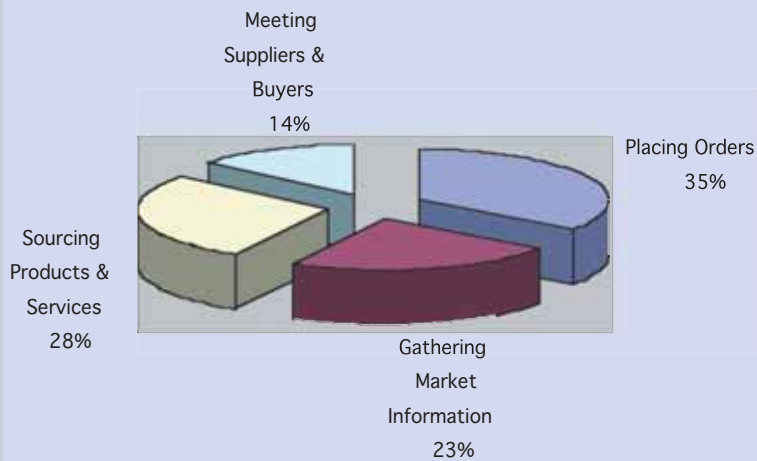 Meeting
Suppliers &
Buyers
14%
Placing Orders
35%
Sourcing
Products &
Services
28%
Gathering
Market
Information
23%